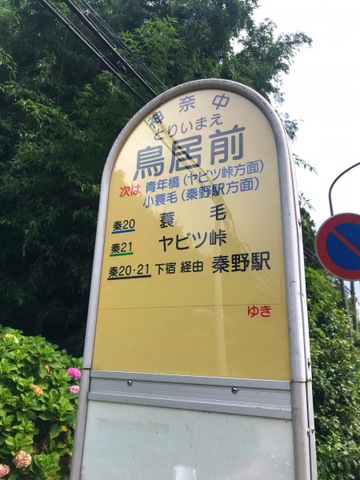 神奈中
とりいまえ
鳥居前
次は 青年橋(ヤビツ峠方面)
小蓑毛(秦野駅方面)
秦20 蓑毛
秦21 ヤビツ峠
秦20·21 下宿 経由 秦野駅
ゆき